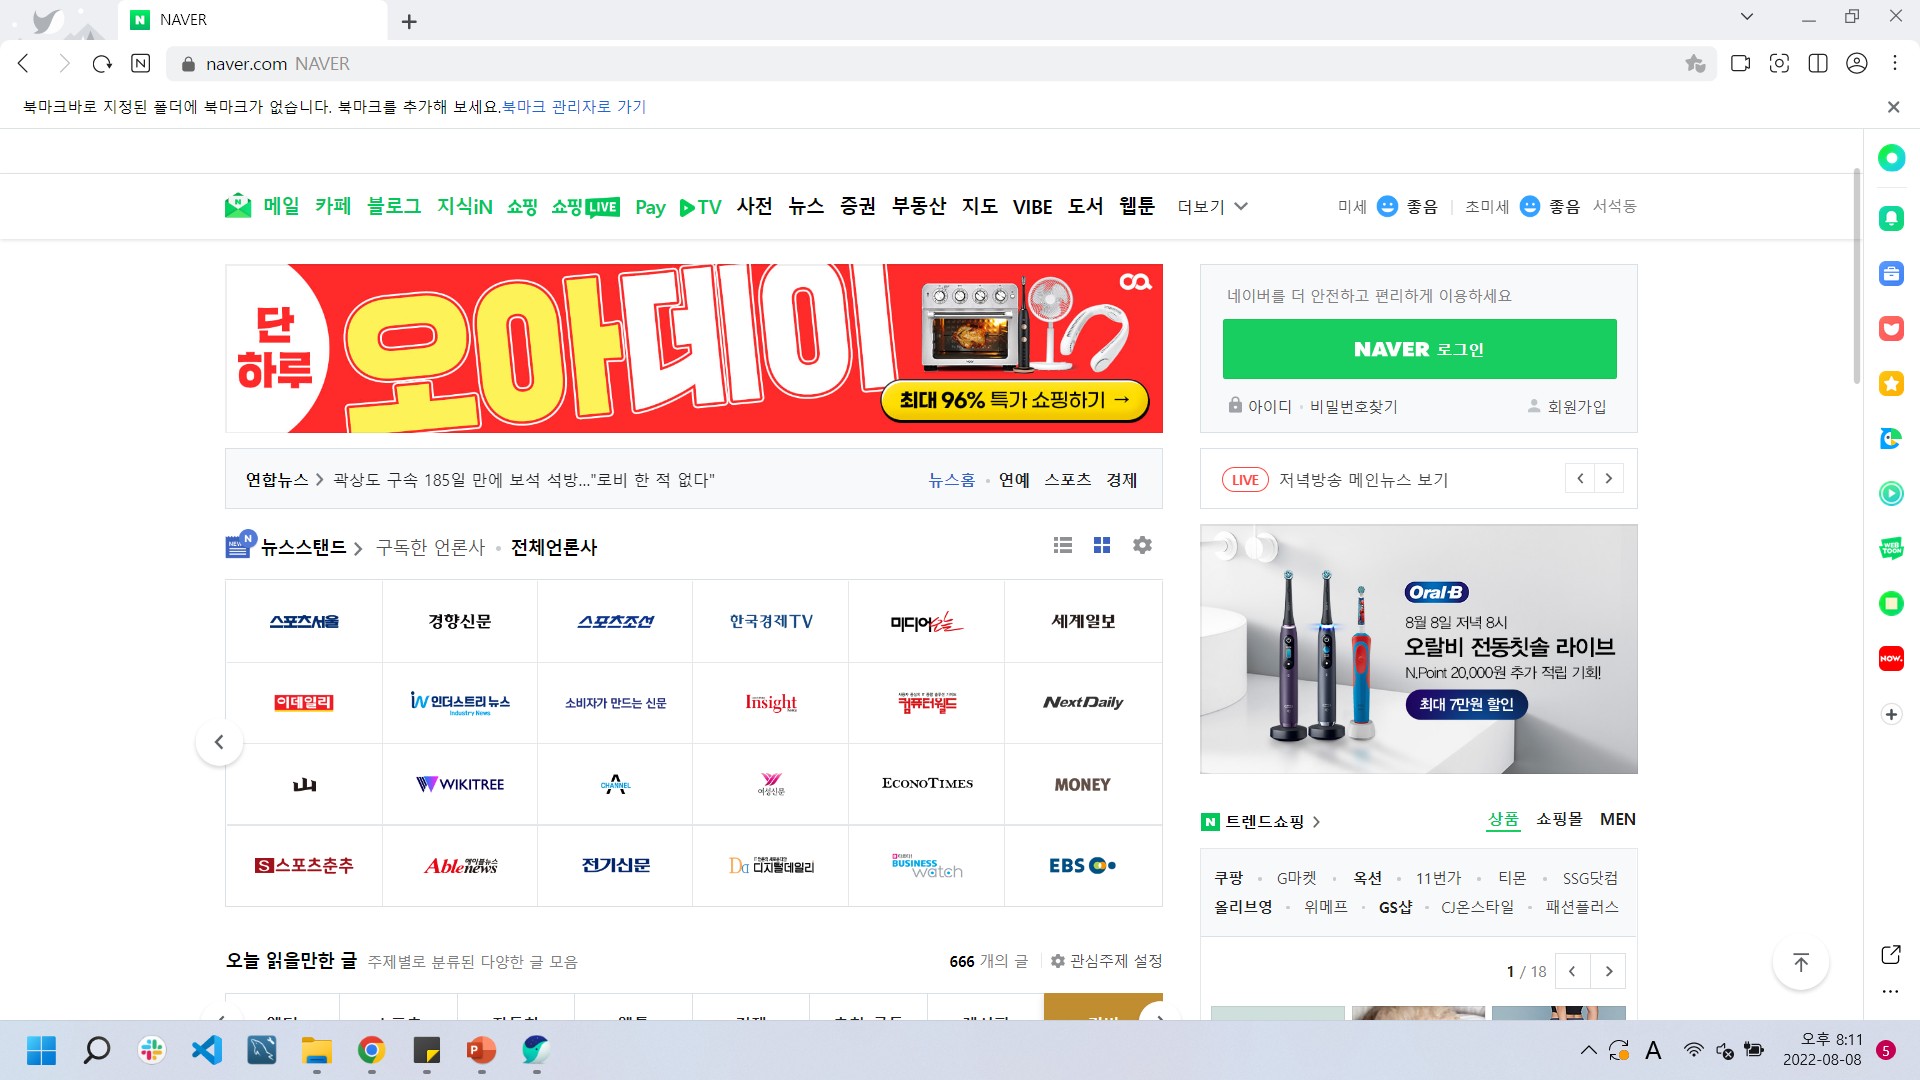 NAVER
naver.com NAVER
북마크바로 지정된 폴더에 북마크가 없습니다. 북마크를 추가해 보세요.북마크 관리자로 가기
메일 카페 블로그 지식iN 쇼핑 쇼핑LIVE Pay TV 사전 뉴스 증권 부동산 지도 VIBE 도서 웹툰 더보기
미세 좋음 초미세 좋음 서석동
단 하루
오아데이
최대 96% 특가 쇼핑하기 →
네이버를 더 안전하고 편리하게 이용하세요
NAVER 로그인
아이디 · 비밀번호찾기 회원가입
연합뉴스 > 곽상도 구속 185일 만에 보석 석방..."로비 한 적 없다"
뉴스홈 · 연예 스포츠 경제
LIVE 저녁방송 메인뉴스 보기
NEW N 뉴스스탠드 > 구독한 언론사 · 전체언론사
스포츠서울 경향신문 스포츠조선 한국경제TV 미디어오늘 세계일보
이데일리 iN 인더스트리 뉴스 Industry News 소비자가 만드는 신문 Insight 컴퓨터월드 NextDaily
山 WIKITREE CHANNEL A 여성신문 ECONOTIMES MONEY
S스포츠춘추 Ablenews 에이블뉴스 전기신문 디지털데일리 BUSINESS watch EBS
Oral-B
8월 8일 저녁 8시
오랄비 전동칫솔 라이브
N.Point 20,000원 추가 적립 기회!
최대 7만원 할인
N 트렌드쇼핑 > 상품 쇼핑몰 MEN
쿠팡 · G마켓 · 옥션 · 11번가 · 티몬 · SSG닷컴
올리브영 · 위메프 · GS샵 · CJ온스타일 · 패션플러스
1 / 18
오늘 읽을만한 글 주제별로 분류된 다양한 글 모음
666 개의 글 관심주제 설정
WEB TOON
NOW.
A 오후 8:11
2022-08-08 5